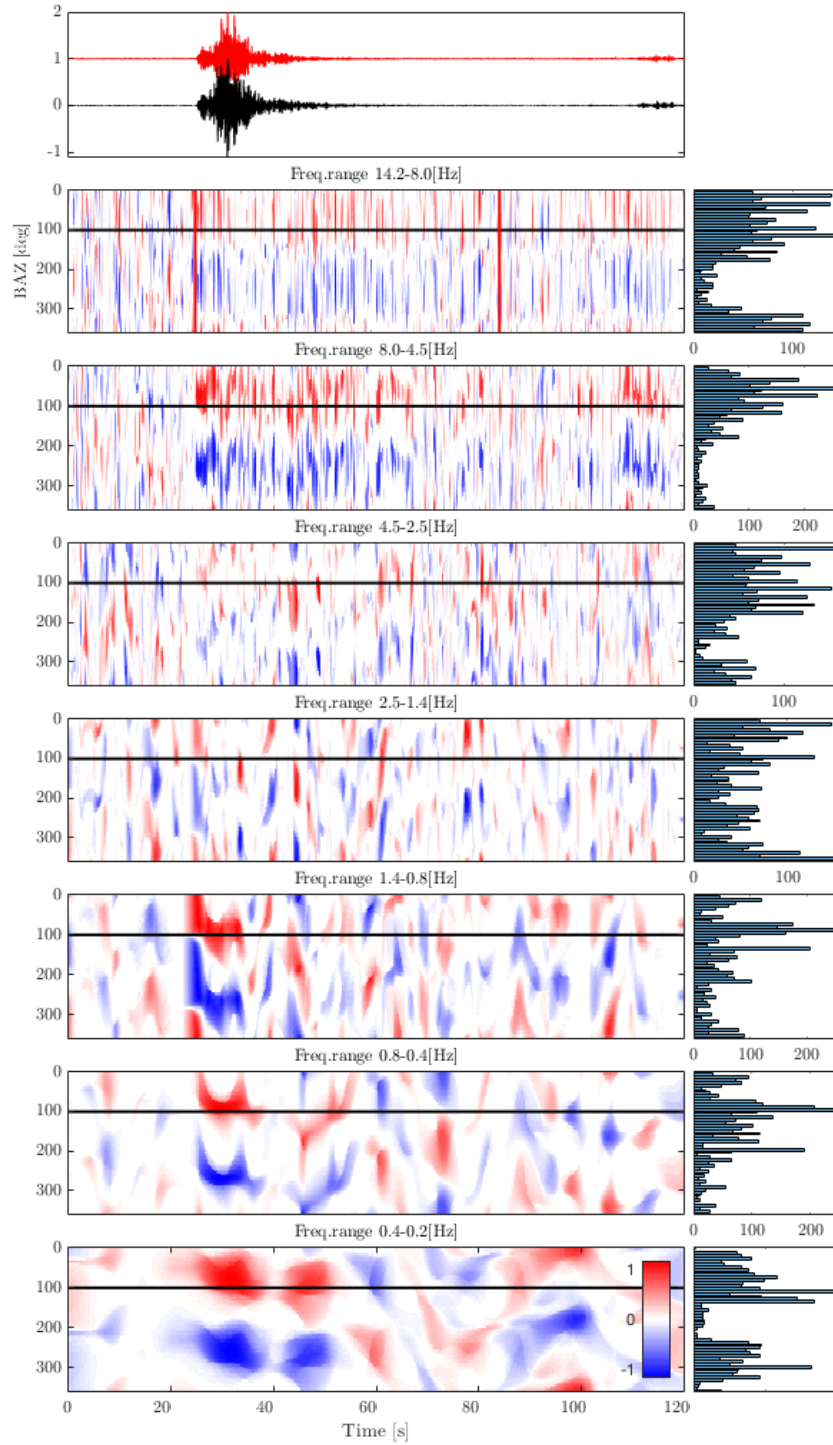 2
1
0
-1
Freq.range 14.2-8.0[Hz]
0
100
200
300
BAZ [deg]
0 100
Freq.range 8.0-4.5[Hz]
0
100
200
300
0 100 200
Freq.range 4.5-2.5[Hz]
0
100
200
300
0 100
Freq.range 2.5-1.4[Hz]
0
100
200
300
0 100
Freq.range 1.4-0.8[Hz]
0
100
200
300
0 100 200
Freq.range 0.8-0.4[Hz]
0
100
200
300
0 100 200
Freq.range 0.4-0.2[Hz]
0
100
200
300
1
0
-1
0 20 40 60 80 100 120
Time [s]